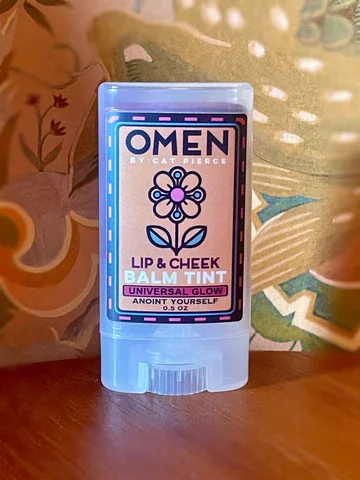 OMEN
BY CAT PIERCE
LIP & CHEEK
BALM TINT
UNIVERSAL GLOW
ANOINT YOURSELF
0.5 OZ